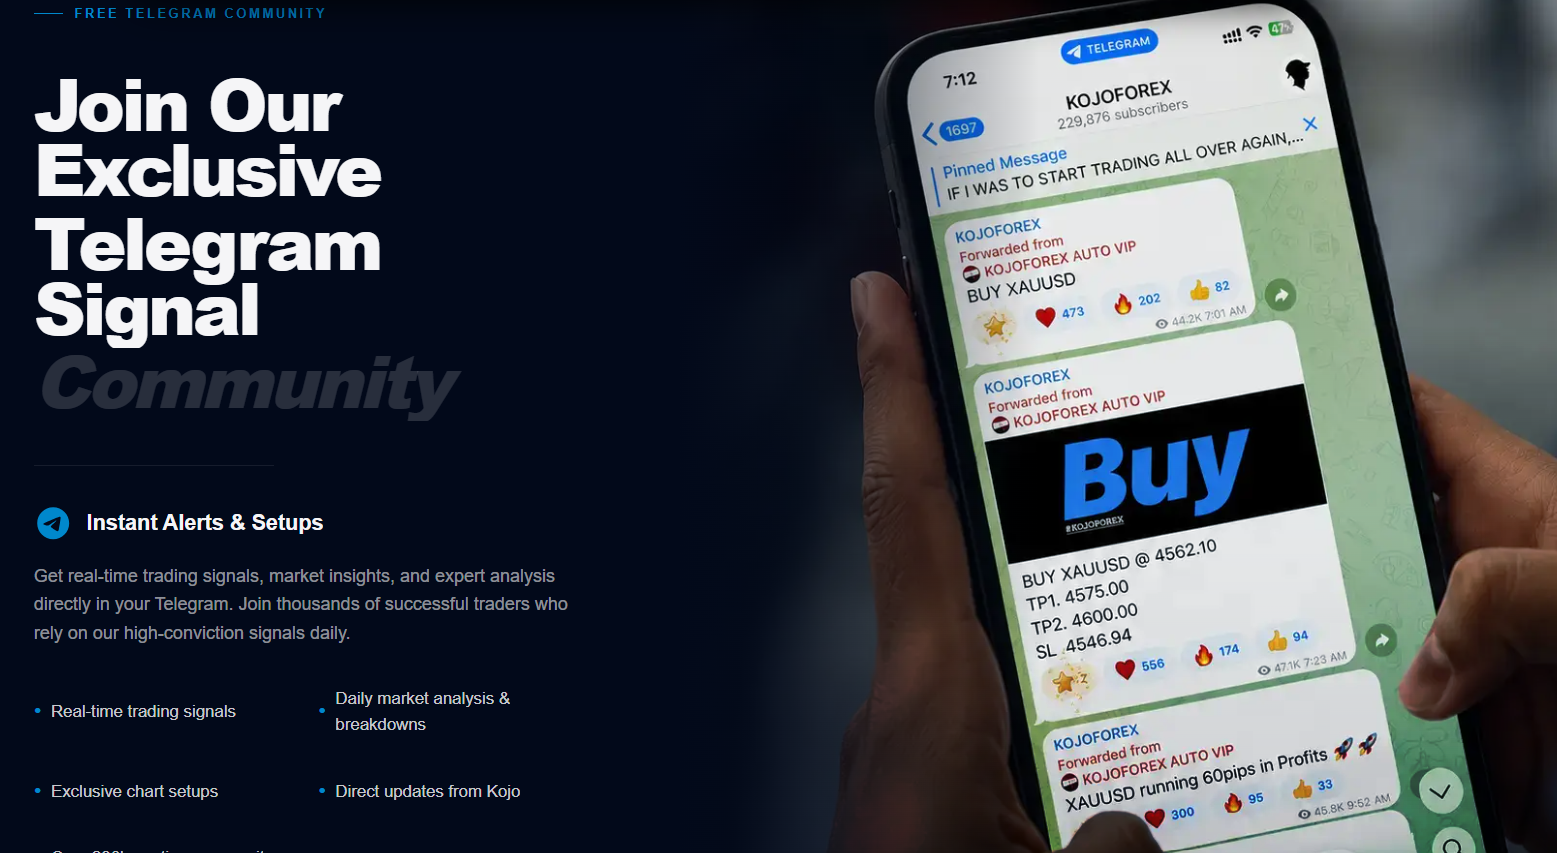 FREE TELEGRAM COMMUNITY
Join Our
Exclusive
Telegram
Signal
Community
Instant Alerts & Setups
Get real-time trading signals, market insights, and expert analysis
directly in your Telegram. Join thousands of successful traders who
rely on our high-conviction signals daily.
Real-time trading signals
Daily market analysis &
breakdowns
Exclusive chart setups
Direct updates from Kojo
7:12
TELEGRAM
47
1697
KOJOFOREX
229,876 subscribers
Pinned Message
IF I WAS TO START TRADING ALL OVER AGAIN,...
KOJOFOREX
Forwarded from
KOJOFOREX AUTO VIP
BUY XAUUSD
473 202 82
44.2K 7:01 AM
KOJOFOREX
Forwarded from
KOJOFOREX AUTO VIP
Buy
#KOJOFOREX
BUY XAUUSD @ 4562.10
TP1. 4575.00
TP2. 4600.00
SL .4546.94
556 174 94
47.1K 7:23 AM
KOJOFOREX
Forwarded from
KOJOFOREX AUTO VIP
XAUUSD running 60pips in Profits 🚀 🚀
300 95 33
45.8K 9:52 AM